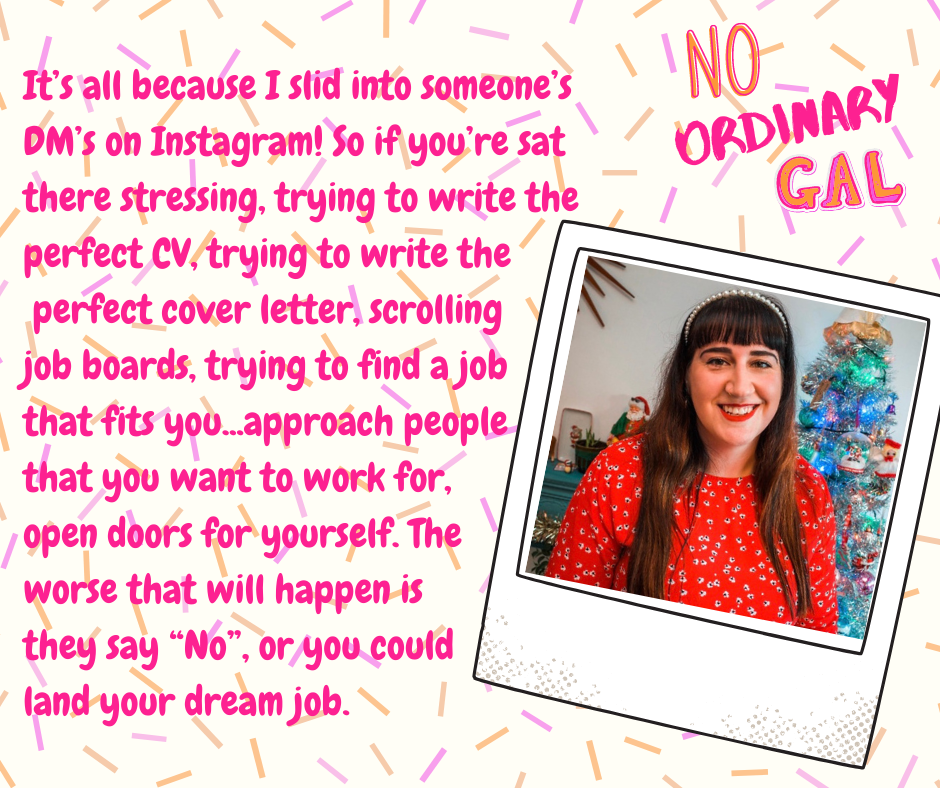 It's all because I slid into someone's
DM's on Instagram! So if you're sat
there stressing, trying to write the
perfect CV, trying to write the
perfect cover letter, scrolling
job boards, trying to find a job
that fits you...approach people
that you want to work for,
open doors for yourself. The
worse that will happen is
they say “No”, or you could
land your dream job.
NO
ORDINARY
GAL